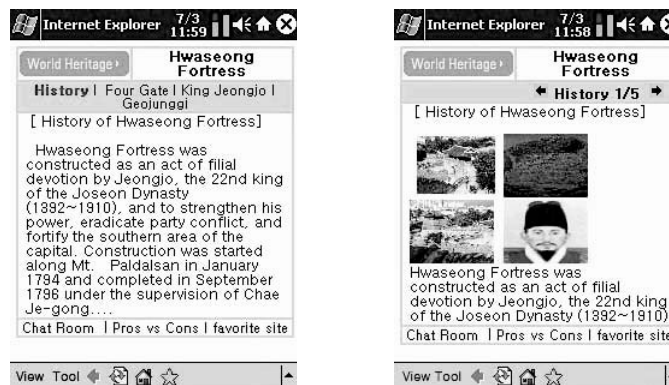 Internet Explorer 7/3 11:59
World Heritage
Hwaseong Fortress
History | Four Gate | King Jeongjo |
Geojunggi
[ History of Hwaseong Fortress]
Hwaseong Fortress was
constructed as an act of filial
devotion by Jeongjo, the 22nd king
of the Joseon Dynasty
(1392~1910), and to strengthen his
power, eradicate party conflict, and
fortify the southern area of the
capital. Construction was started
along Mt. Paldalsan in January
1794 and completed in September
1796 under the supervision of Chae
Je-gong....
Chat Room | Pros vs Cons | favorite site
View Tool
Internet Explorer 7/3 11:58
World Heritage
Hwaseong Fortress
History 1/5
[ History of Hwaseong Fortress]
Hwaseong Fortress was
constructed as an act of filial
devotion by Jeongjo, the 22nd king
of the Joseon Dynasty (1392~1910)
Chat Room | Pros vs Cons | favorite site
View Tool